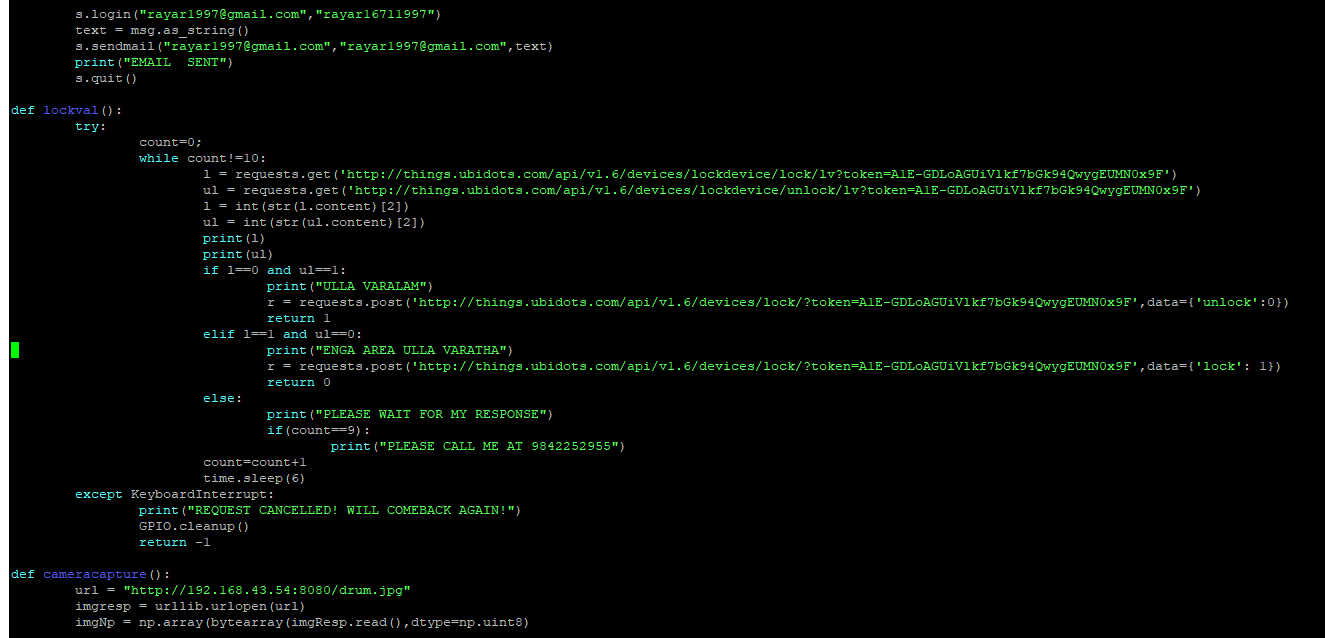 s.login("rayar1997@gmail.com","rayar16711997")
text = msg.as_string()
s.sendmail("rayar1997@gmail.com","rayar1997@gmail.com",text)
print("EMAIL  SENT")
s.quit()
def lockval():
try:
count=0;
while count!=10:
l = requests.get('http://things.ubidots.com/api/v1.6/devices/lockdevice/lock/lv?token=A1E-GDLoAGUiVlkf7bGk94QwygEUMN0x9F')
ul = requests.get('http://things.ubidots.com/api/v1.6/devices/lockdevice/unlock/lv?token=A1E-GDLoAGUiVlkf7bGk94QwygEUMN0x9F')
l = int(str(l.content)[2])
ul = int(str(ul.content)[2])
print(l)
print(ul)
if l==0 and ul==1:
print("ULLA VARALAM")
r = requests.post('http://things.ubidots.com/api/v1.6/devices/lock/?token=A1E-GDLoAGUiVlkf7bGk94QwygEUMN0x9F',data={'unlock':0})
return 1
elif l==1 and ul==0:
print("ENGA AREA ULLA VARATHA")
r = requests.post('http://things.ubidots.com/api/v1.6/devices/lock/?token=A1E-GDLoAGUiVlkf7bGk94QwygEUMN0x9F',data={'lock': 1})
return 0
else:
print("PLEASE WAIT FOR MY RESPONSE")
if(count==9):
print("PLEASE CALL ME AT 9842252955")
count=count+1
time.sleep(6)
except KeyboardInterrupt:
print("REQUEST CANCELLED! WILL COMEBACK AGAIN!")
GPIO.cleanup()
return -1
def cameracapture():
url = "http://192.168.43.54:8080/drum.jpg"
imgresp = urllib.urlopen(url)
imgNp = np.array(bytearray(imgResp.read(),dtype=np.uint8)